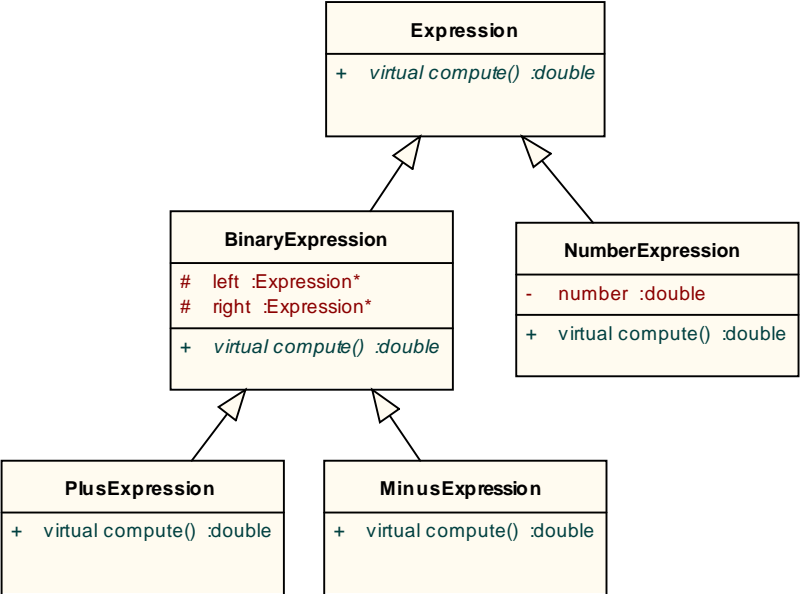 Expression
+ virtual compute() :double
BinaryExpression
# left :Expression*
# right :Expression*
+ virtual compute() :double
NumberExpression
- number :double
+ virtual compute() :double
PlusExpression
+ virtual compute() :double
MinusExpression
+ virtual compute() :double